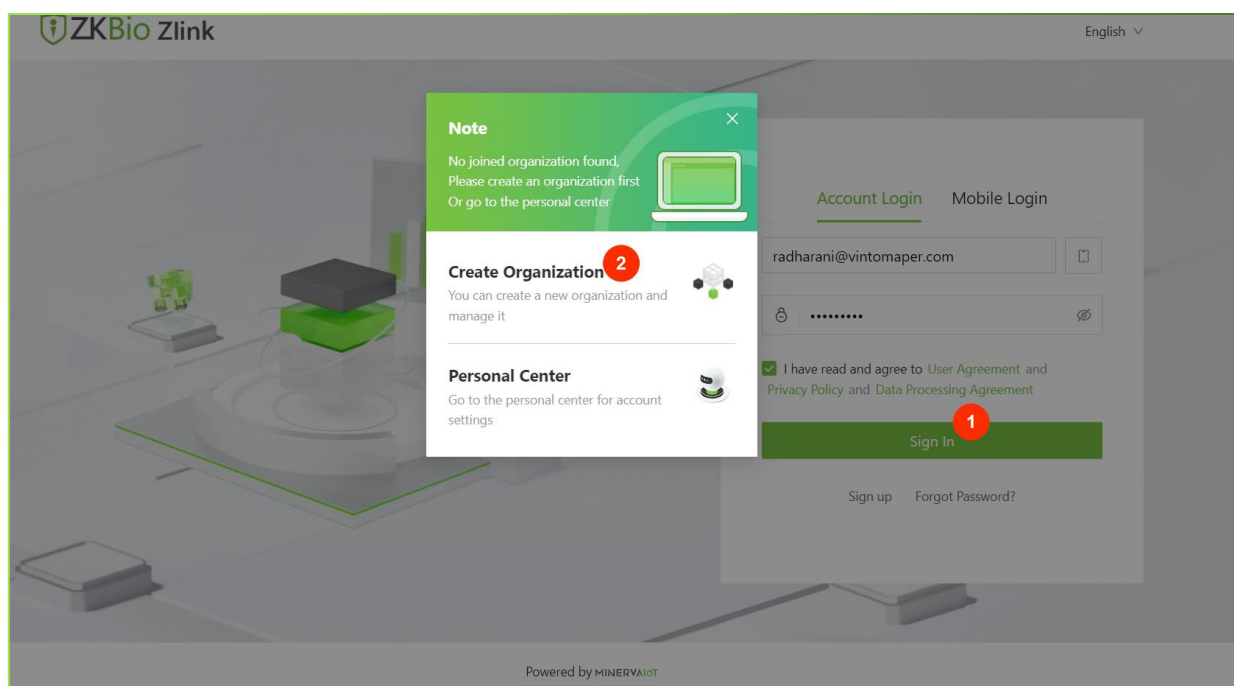 ZKBio Zlink
English
Note
No joined organization found,
Please create an organization first
Or go to the personal center
Create Organization
2
You can create a new organization and
manage it
Personal Center
Go to the personal center for account
settings
Account Login Mobile Login
radharani@vintomaper.com
•••••••••
I have read and agree to User Agreement and
Privacy Policy and Data Processing Agreement
1
Sign In
Sign up Forgot Password?
Powered by MINERVAIoT